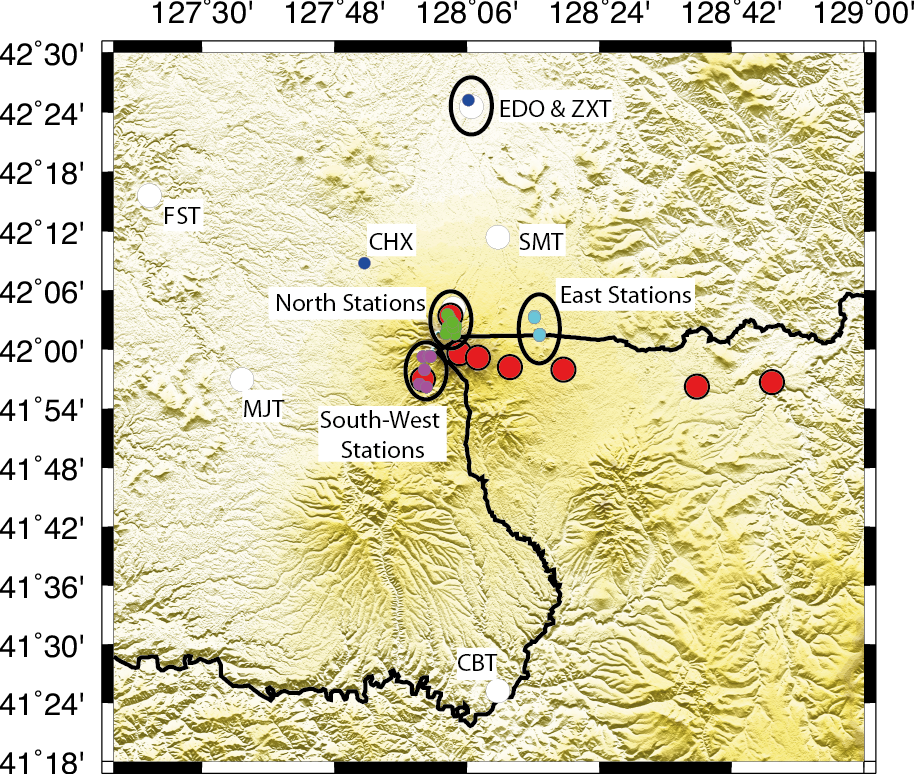 127˚30' 127˚48' 128˚06' 128˚24' 128˚42' 129˚00'
42˚30'
42˚24'
42˚18'
42˚12'
42˚06'
42˚00'
41˚54'
41˚48'
41˚42'
41˚36'
41˚30'
41˚24'
41˚18'
EDO & ZXT
FST
CHX
SMT
North Stations
East Stations
MJT
South-West
Stations
CBT